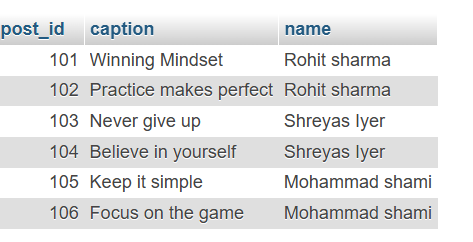 post_id caption name
101 Winning Mindset Rohit sharma
102 Practice makes perfect Rohit sharma
103 Never give up Shreyas Iyer
104 Believe in yourself Shreyas Iyer
105 Keep it simple Mohammad shami
106 Focus on the game Mohammad shami